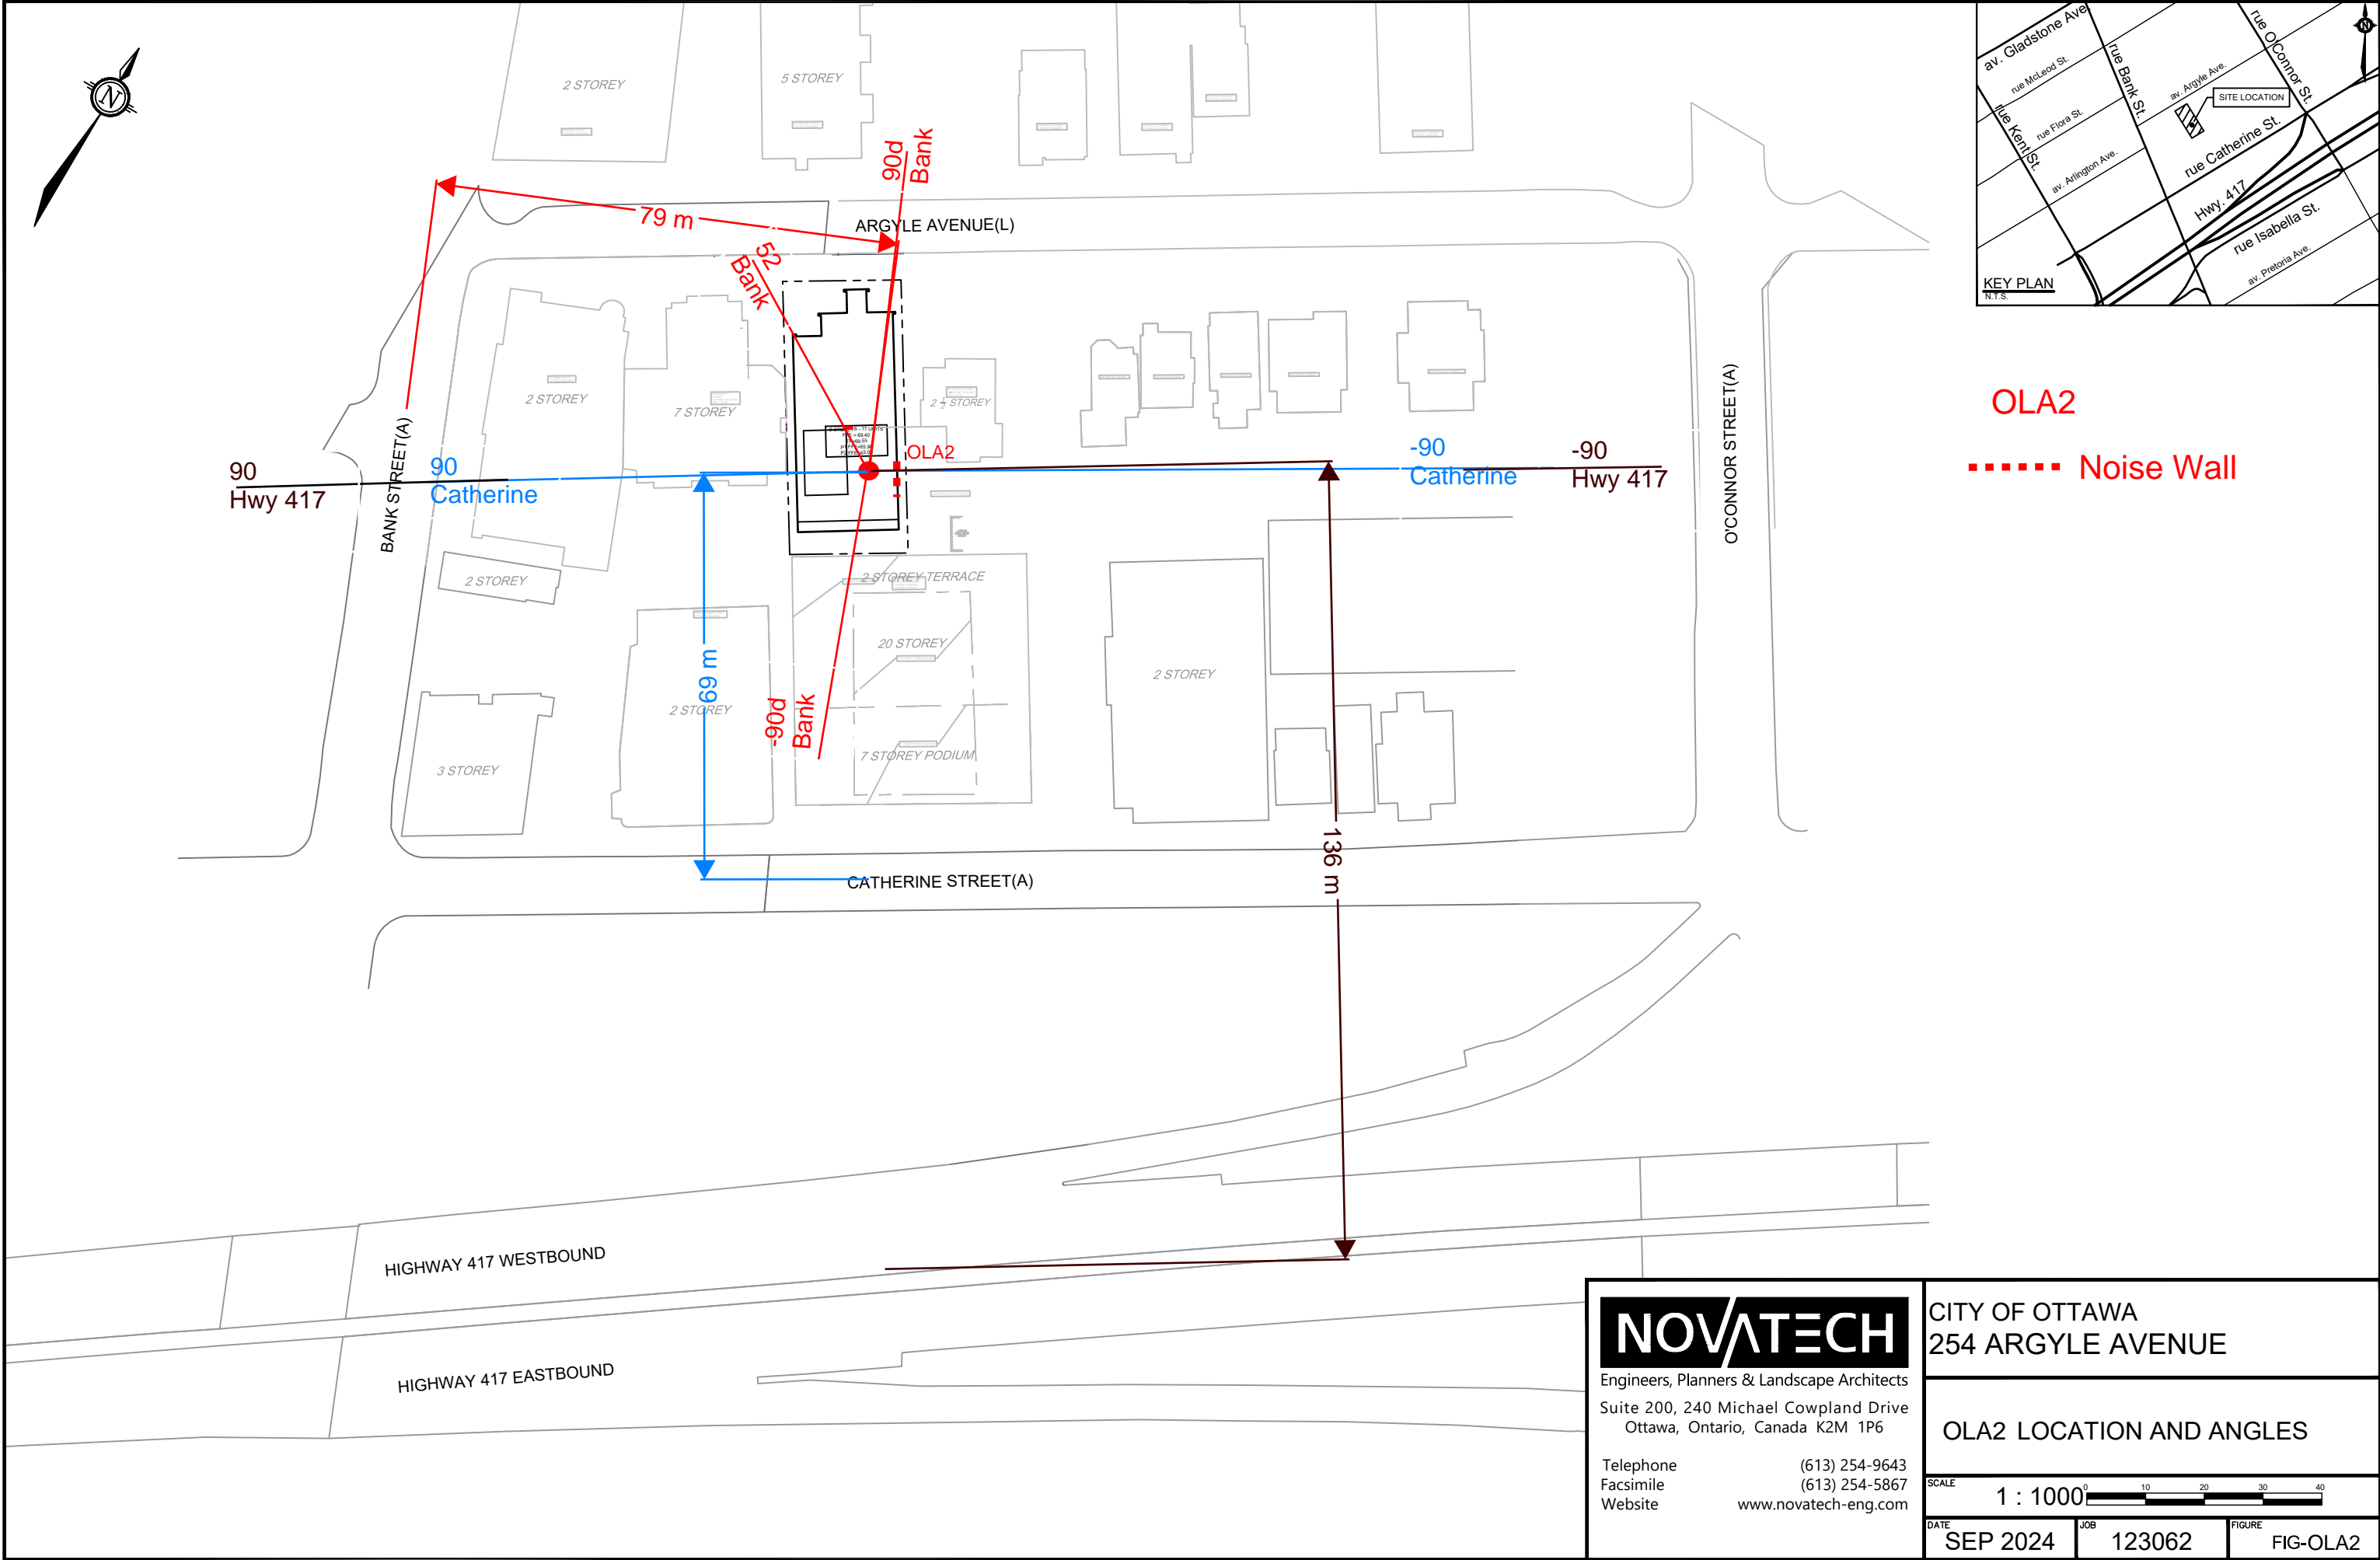 N
2 STOREY
5 STOREY
90d
Bank
79 m
ARGYLE AVENUE(L)
52
Bank
2 STOREY
7 STOREY
2 1/2 STOREY
OLA2
BANK STREET(A)
90
Hwy 417
90
Catherine
-90
Catherine
-90
Hwy 417
O'CONNOR STREET(A)
2 STOREY
2 STOREY TERRACE
20 STOREY
69 m
2 STOREY
-90d
Bank
7 STOREY PODIUM
2 STOREY
3 STOREY
136 m
CATHERINE STREET(A)
HIGHWAY 417 WESTBOUND
HIGHWAY 417 EASTBOUND
av. Gladstone Ave.
rue McLeod St.
rue Bank St.
rue O'Connor St.
N
av. Argyle Ave.
SITE LOCATION
rue Kent St.
rue Flora St.
av. Arlington Ave.
rue Catherine St.
Hwy. 417
rue Isabella St.
av. Pretoria Ave.
KEY PLAN
N.T.S.
OLA2
Noise Wall
NOVATECH
Engineers, Planners & Landscape Architects
Suite 200, 240 Michael Cowpland Drive
Ottawa, Ontario, Canada K2M 1P6
Telephone (613) 254-9643
Facsimile (613) 254-5867
Website www.novatech-eng.com
CITY OF OTTAWA
254 ARGYLE AVENUE
OLA2 LOCATION AND ANGLES
SCALE
1 : 1000
0 10 20 30 40
DATE
SEP 2024
JOB
123062
FIGURE
FIG-OLA2